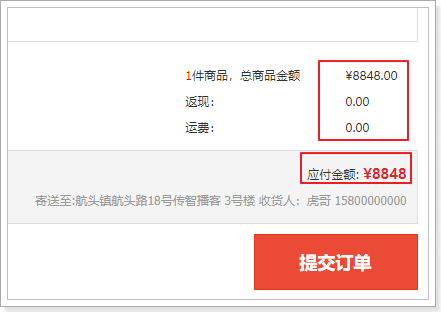 1件商品，总商品金额 ¥8848.00
返现： 0.00
运费： 0.00
应付金额: ¥8848
寄送至:航头镇航头路18号传智播客 3号楼 收货人：虎哥 15800000000
提交订单